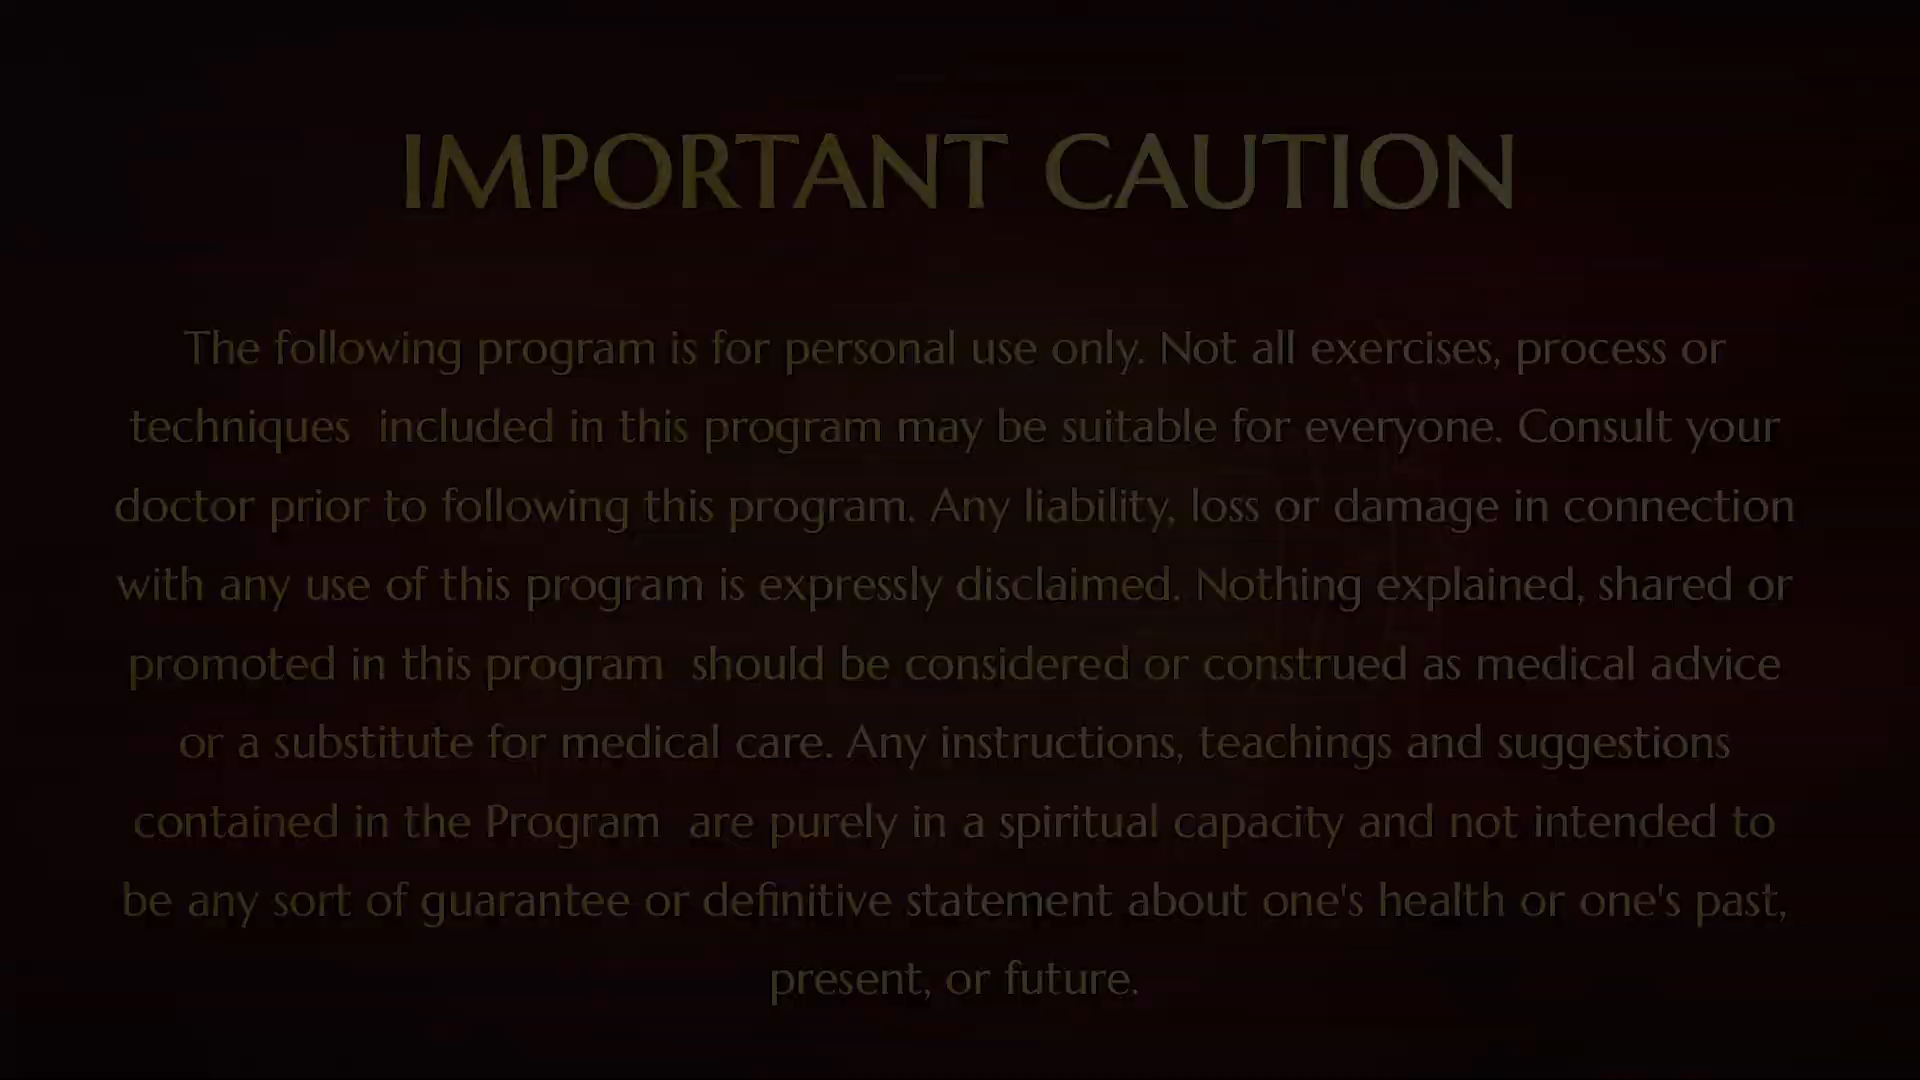 IMPORTANT CAUTION
The following program is for personal use only. Not all exercises, process or
techniques  included in this program may be suitable for everyone. Consult your
doctor prior to following this program. Any liability, loss or damage in connection
with any use of this program is expressly disclaimed. Nothing explained, shared or
promoted in this program  should be considered or construed as medical advice
or a substitute for medical care. Any instructions, teachings and suggestions
contained in the Program  are purely in a spiritual capacity and not intended to
be any sort of guarantee or definitive statement about one's health or one's past,
present, or future.